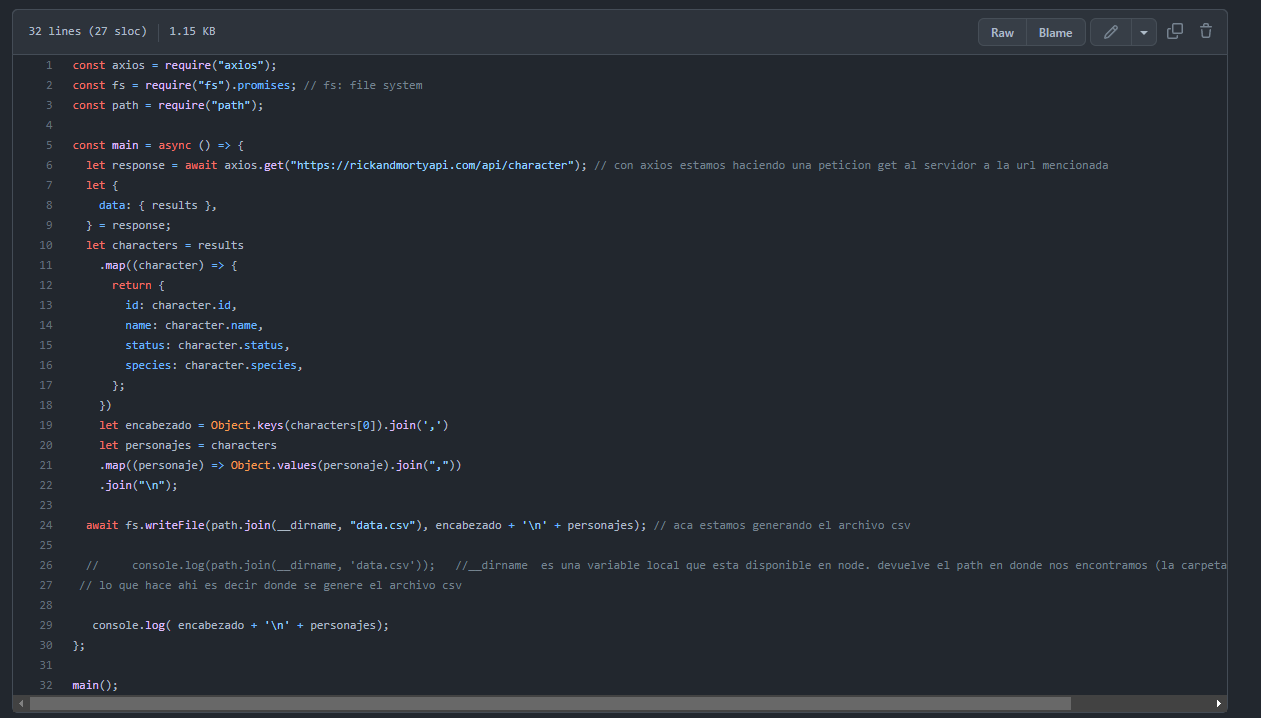 32 lines (27 sloc) 1.15 KB
Raw Blame
1 const axios = require("axios");
2 const fs = require("fs").promises; // fs: file system
3 const path = require("path");
4
5 const main = async () => {
6   let response = await axios.get("https://rickandmortyapi.com/api/character"); // con axios estamos haciendo una peticion get al servidor a la url mencionada
7   let {
8     data: { results },
9   } = response;
10   let characters = results
11     .map((character) => {
12       return {
13         id: character.id,
14         name: character.name,
15         status: character.status,
16         species: character.species,
17       };
18     })
19     let encabezado = Object.keys(characters[0]).join(',')
20     let personajes = characters
21     .map((personaje) => Object.values(personaje).join(","))
22     .join("\n");
23
24   await fs.writeFile(path.join(__dirname, "data.csv"), encabezado + '\n' + personajes); // aca estamos generando el archivo csv
25
26   //     console.log(path.join(__dirname, 'data.csv'));   //__dirname  es una variable local que esta disponible en node. devuelve el path en donde nos encontramos (la carpeta
27  // lo que hace ahi es decir donde se genere el archivo csv
28
29    console.log( encabezado + '\n' + personajes);
30 };
31
32 main();